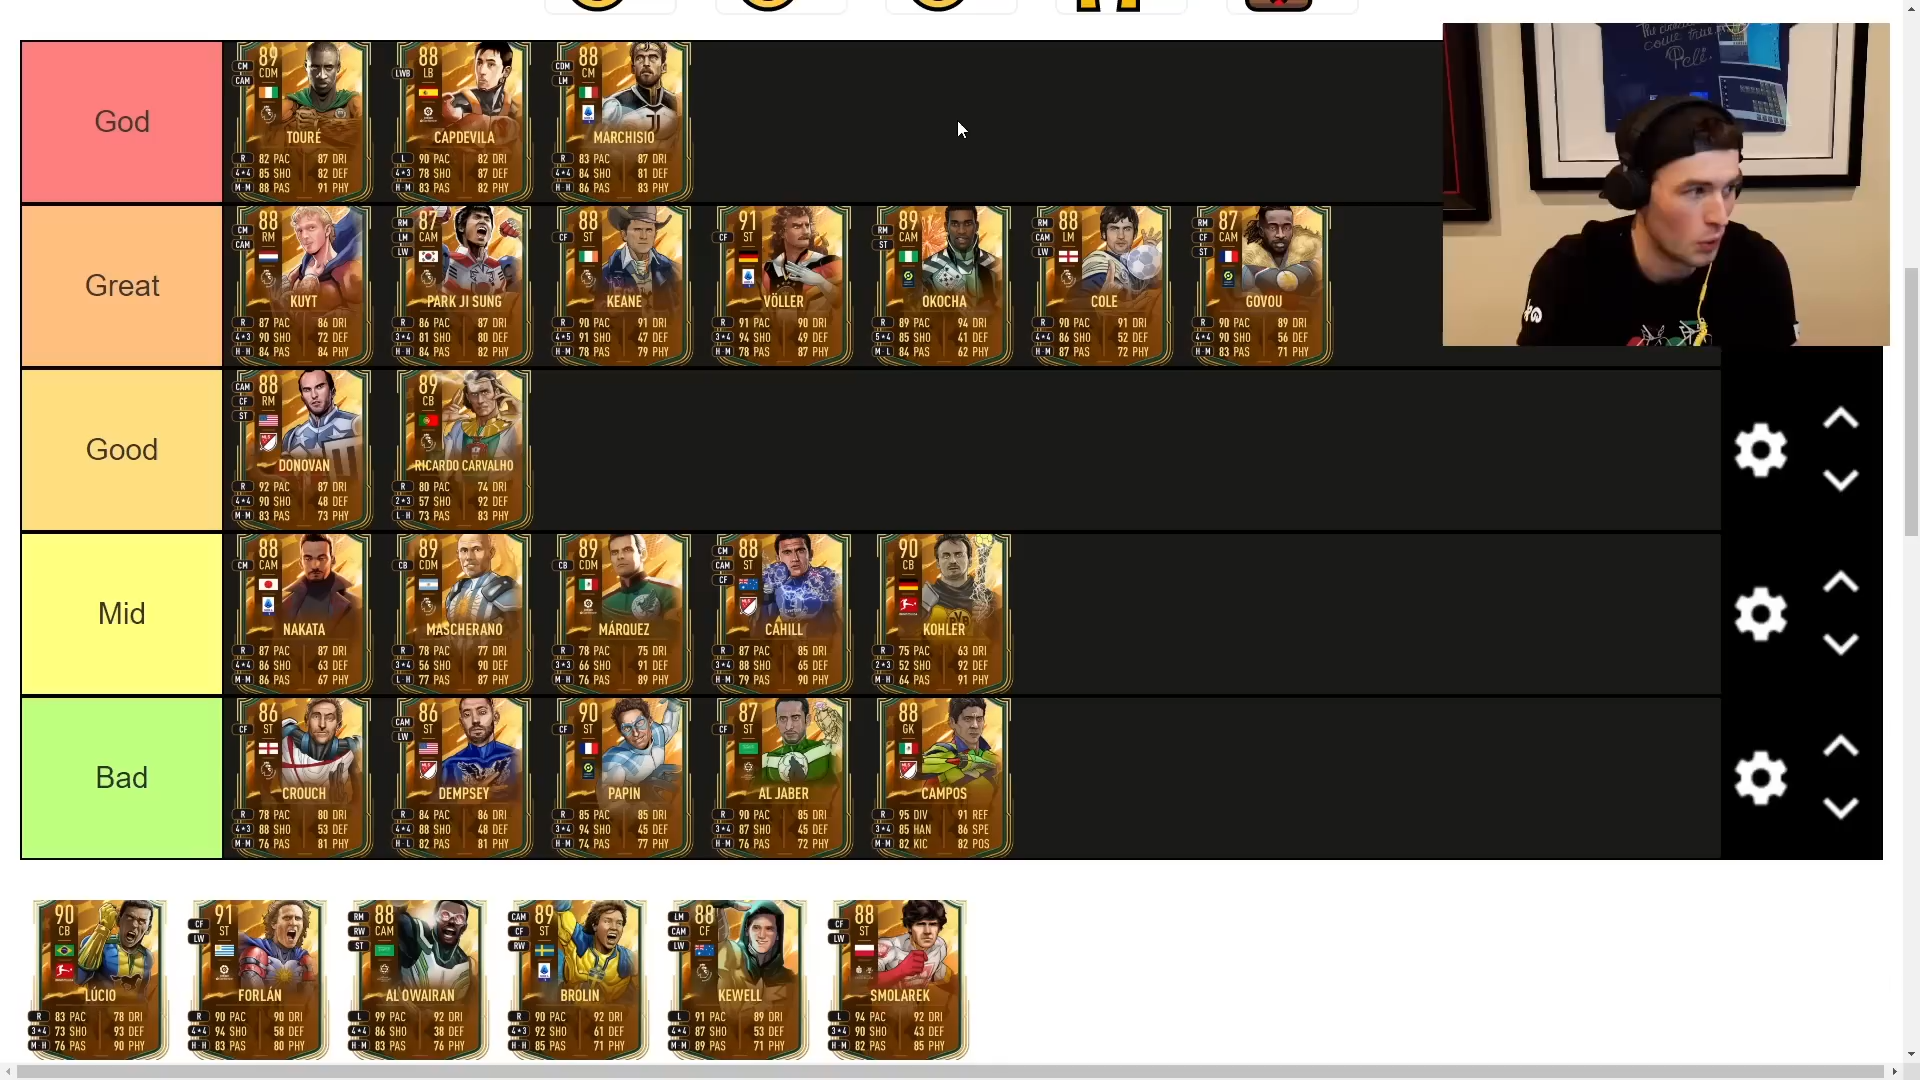 The
come true
Pelé.
God
89 CDM CM CAM TOURÉ
R 82 PAC 87 DRI
4★4 85 SHO 82 DEF
M·M 88 PAS 91 PHY
88 LB LWB CAPDEVILA
L 90 PAC 82 DRI
4★3 78 SHO 87 DEF
H·M 83 PAS 82 PHY
88 CM CDM LM MARCHISIO
R 83 PAC 87 DRI
4★4 84 SHO 81 DEF
H·H 86 PAS 83 PHY
Great
88 RM CM CAM KUYT
R 87 PAC 86 DRI
4★3 90 SHO 72 DEF
H·H 84 PAS 84 PHY
87 CAM RM LM LW PARK JI SUNG
R 86 PAC 87 DRI
4★3 81 SHO 80 DEF
H·H 84 PAS 82 PHY
88 ST CF KEANE
R 90 PAC 91 DRI
4★5 91 SHO 47 DEF
H·M 78 PAS 79 PHY
91 ST CF VÖLLER
R 91 PAC 90 DRI
3★4 94 SHO 49 DEF
H·M 78 PAS 87 PHY
89 CAM RM ST OKOCHA
R 89 PAC 94 DRI
5★4 85 SHO 41 DEF
M·L 84 PAS 62 PHY
88 LM RM CAM LW COLE
R 90 PAC 91 DRI
4★4 86 SHO 52 DEF
H·M 87 PAS 72 PHY
87 CAM RM CF ST GOVOU
R 90 PAC 89 DRI
4★4 90 SHO 56 DEF
H·M 83 PAS 71 PHY
Good
88 RM CAM CF ST DONOVAN
R 92 PAC 87 DRI
4★4 90 SHO 48 DEF
M·M 83 PAS 73 PHY
89 CB RICARDO CARVALHO
R 80 PAC 74 DRI
2★3 57 SHO 92 DEF
L·H 73 PAS 83 PHY
Mid
88 CAM CM NAKATA
R 87 PAC 87 DRI
4★4 86 SHO 63 DEF
M·M 86 PAS 67 PHY
89 CDM CB MASCHERANO
R 78 PAC 77 DRI
3★4 56 SHO 90 DEF
L·H 77 PAS 87 PHY
89 CDM CB MÁRQUEZ
R 78 PAC 75 DRI
3★3 66 SHO 91 DEF
M·H 76 PAS 89 PHY
88 ST CM CAM CF CAHILL
R 87 PAC 85 DRI
3★4 88 SHO 65 DEF
H·M 79 PAS 90 PHY
90 CB KOHLER
R 75 PAC 63 DRI
2★3 52 SHO 92 DEF
M·H 64 PAS 91 PHY
Bad
86 ST CF CROUCH
R 78 PAC 80 DRI
4★3 88 SHO 53 DEF
M·M 76 PAS 81 PHY
86 ST CAM LW DEMPSEY
R 84 PAC 86 DRI
4★4 88 SHO 48 DEF
H·L 82 PAS 81 PHY
90 ST CF PAPIN
R 85 PAC 85 DRI
3★4 94 SHO 45 DEF
H·M 74 PAS 77 PHY
87 ST CF AL JABER
R 90 PAC 85 DRI
3★4 87 SHO 45 DEF
H·M 76 PAS 72 PHY
88 GK CAMPOS
R 95 DIV 91 REF
3★4 85 HAN 86 SPE
M·M 82 KIC 82 POS
90 CB LÚCIO
R 83 PAC 78 DRI
3★4 73 SHO 93 DEF
M·H 76 PAS 90 PHY
91 ST CF LW FORLÁN
R 90 PAC 90 DRI
4★4 94 SHO 58 DEF
H·H 83 PAS 80 PHY
88 CAM RM RW ST AL OWAIRAN
L 99 PAC 92 DRI
4★4 86 SHO 38 DEF
H·M 83 PAS 76 PHY
89 ST CAM CF RW BROLIN
R 90 PAC 92 DRI
4★3 92 SHO 61 DEF
H·H 85 PAS 71 PHY
88 CF LM CAM LW KEWELL
L 91 PAC 89 DRI
4★4 87 SHO 53 DEF
H·M 89 PAS 71 PHY
88 ST CF LW SMOLAREK
L 94 PAC 92 DRI
3★4 90 SHO 43 DEF
H·M 82 PAS 85 PHY